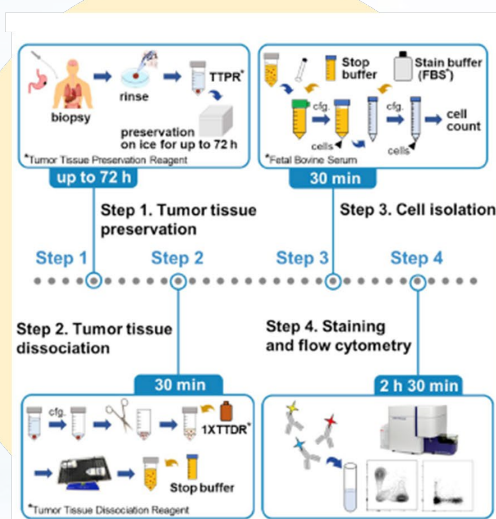 biopsy
rinse
TTPR*
preservation
on ice for up to 72 h
*Tumor Tissue Preservation Reagent
up to 72 h
Step 1. Tumor tissue
preservation
Stop
buffer
Stain buffer
(FBS*)
cfg.
cfg.
cell
count
cells
cells
*Fetal Bovine Serum
30 min
Step 3. Cell isolation
Step 1
Step 2
Step 3
Step 4
Step 2. Tumor tissue
dissociation
30 min
cfg.
1XTTDR*
Stop buffer
*Tumor Tissue Dissociation Reagent
Step 4. Staining
and flow cytometry
2 h 30 min